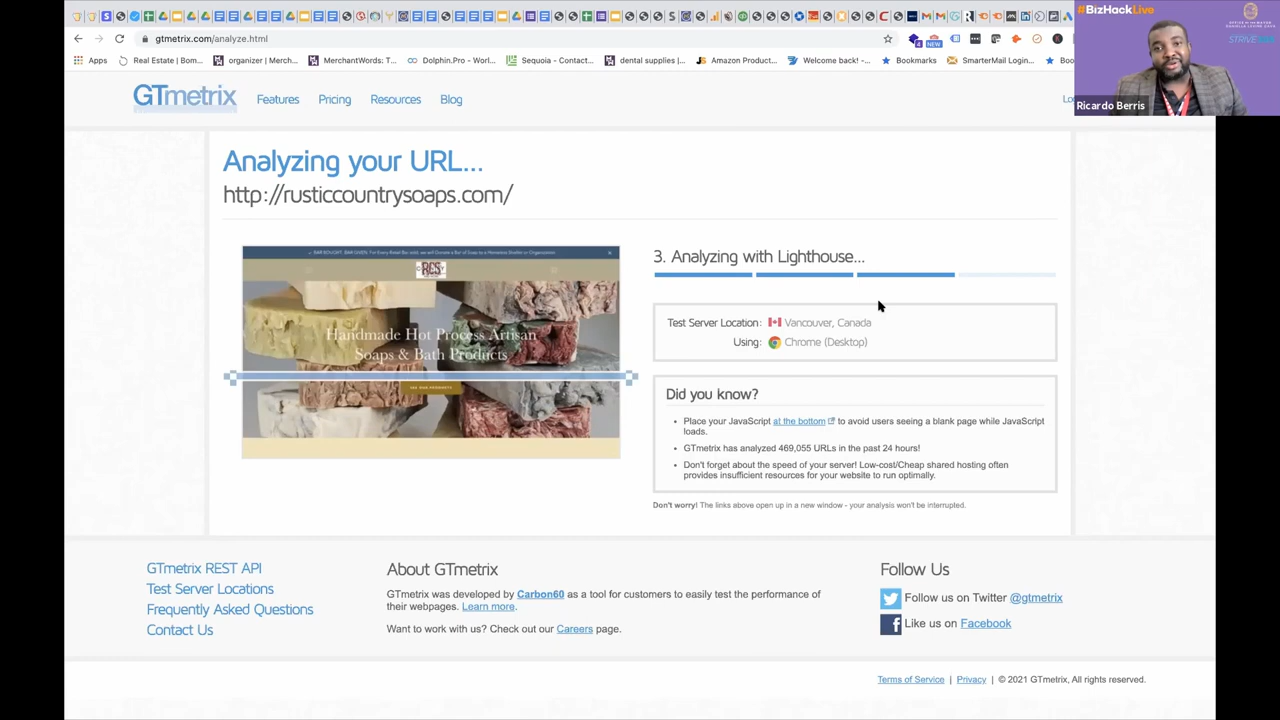 #BizHackLive
Ricardo Berris
gtmetrix.com/analyze.html
NEW
Apps
Real Estate | Bom...
organizer | Merch...
MerchantWords: T...
Dolphin.Pro - Worl...
Sequoia - Contact...
dental supplies |...
Amazon Product...
Welcome back! -...
Bookmarks
SmarterMail Login...
GTmetrix
Features
Pricing
Resources
Blog
Analyzing your URL...
http://rusticcountrysoaps.com/
Handmade Hot Process Artisan
Soaps & Bath Products
3. Analyzing with Lighthouse...
Test Server Location: Vancouver, Canada
Using: Chrome (Desktop)
Did you know?
• Place your JavaScript at the bottom to avoid users seeing a blank page while JavaScript
loads.
• GTmetrix has analyzed 469,055 URLs in the past 24 hours!
• Don't forget about the speed of your server! Low-cost/Cheap shared hosting often
provides insufficient resources for your website to run optimally.
Don't worry! The links above open up in a new window - your analysis won't be interrupted.
GTmetrix REST API
Test Server Locations
Frequently Asked Questions
Contact Us
About GTmetrix
GTmetrix was developed by Carbon60 as a tool for customers to easily test the performance of
their webpages. Learn more.
Want to work with us? Check out our Careers page.
Follow Us
Follow us on Twitter @gtmetrix
Like us on Facebook
Terms of Service | Privacy | © 2021 GTmetrix, All rights reserved.